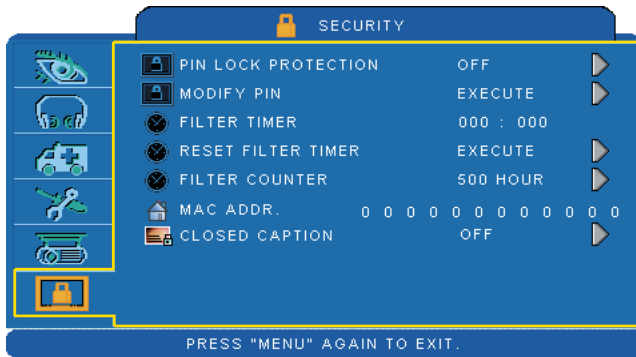 SECURITY
PIN LOCK PROTECTION OFF
MODIFY PIN EXECUTE
FILTER TIMER 000 : 000
RESET FILTER TIMER EXECUTE
FILTER COUNTER 500 HOUR
MAC ADDR. 0 0 0 0 0 0 0 0 0 0 0 0
CLOSED CAPTION OFF
PRESS "MENU" AGAIN TO EXIT.